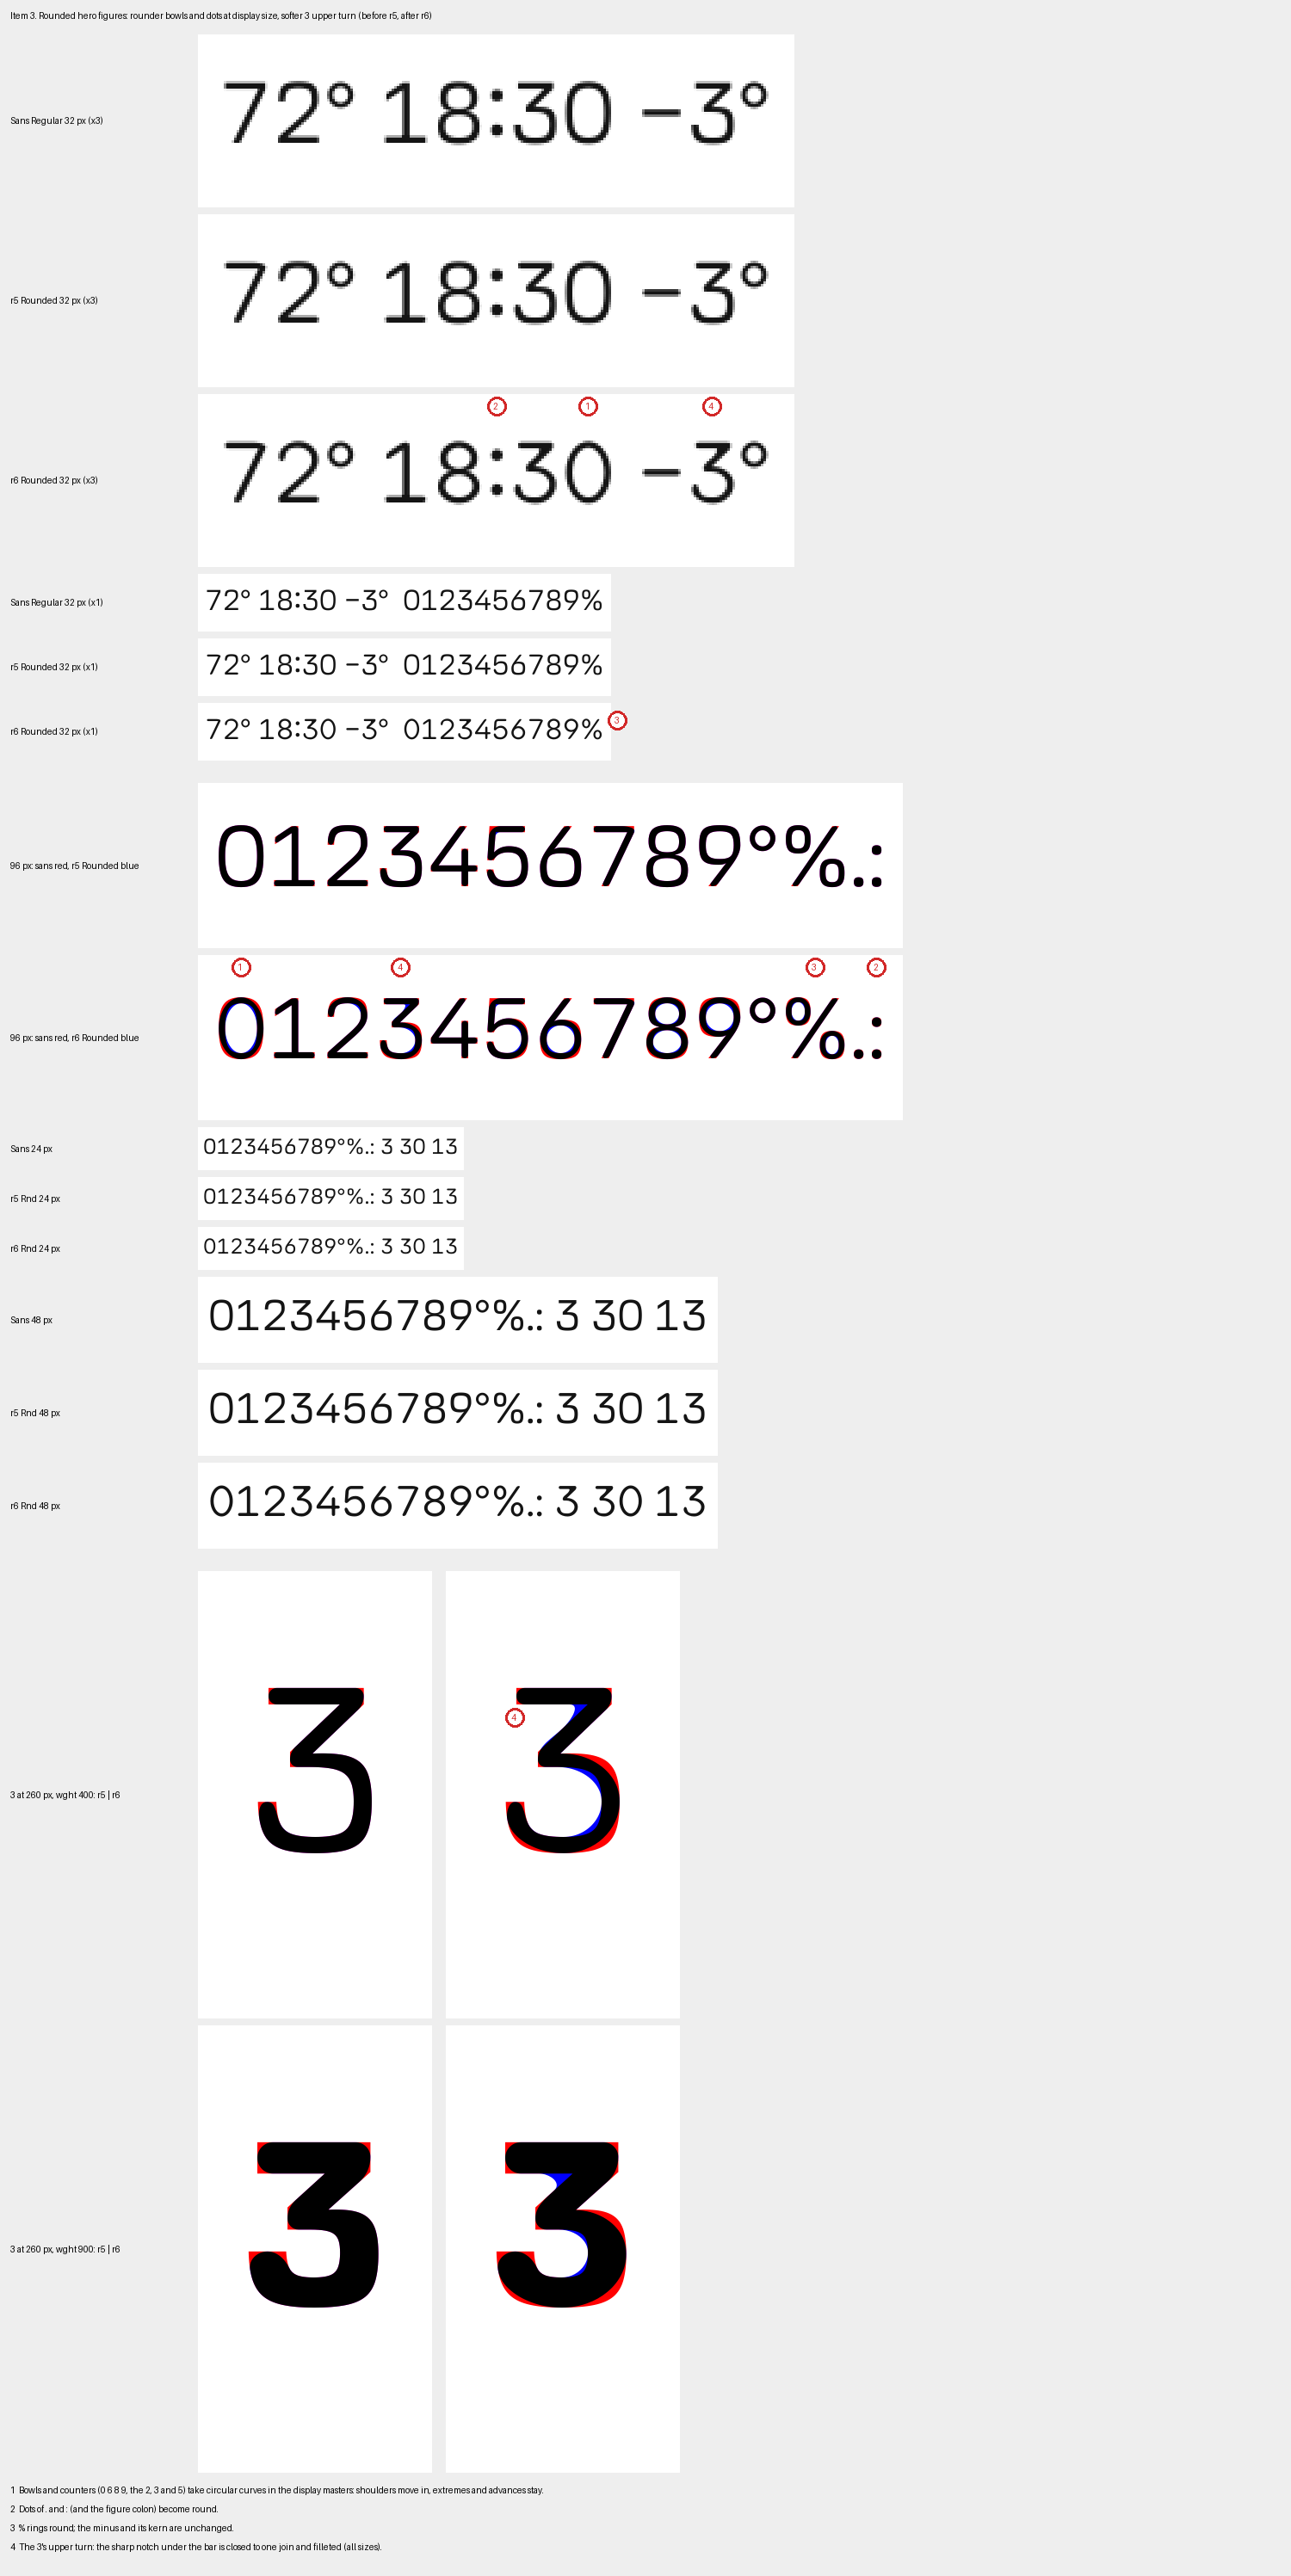 Item 3. Rounded hero figures: rounder bowls and dots at display size, softer 3 upper turn (before r5, after r6)
Sans Regular 32 px (x3)
72° 18:30 −3°
r5 Rounded 32 px (x3)
72° 18:30 −3°
2 1 4
r6 Rounded 32 px (x3)
72° 18:30 −3°
Sans Regular 32 px (x1)
72° 18:30 −3° 0123456789%
r5 Rounded 32 px (x1)
72° 18:30 −3° 0123456789%
r6 Rounded 32 px (x1)
72° 18:30 −3° 0123456789%
3
96 px: sans red, r5 Rounded blue
0123456789°%.:
1 4 3 2
96 px: sans red, r6 Rounded blue
0123456789°%.:
Sans 24 px
0123456789°%.: 3 30 13
r5 Rnd 24 px
0123456789°%.: 3 30 13
r6 Rnd 24 px
0123456789°%.: 3 30 13
Sans 48 px
0123456789°%.: 3 30 13
r5 Rnd 48 px
0123456789°%.: 3 30 13
r6 Rnd 48 px
0123456789°%.: 3 30 13
4
3 at 260 px, wght 400: r5 | r6
3 3
3 at 260 px, wght 900: r5 | r6
3 3
1 Bowls and counters (0 6 8 9, the 2, 3 and 5) take circular curves in the display masters: shoulders move in, extremes and advances stay.
2 Dots of . and : (and the figure colon) become round.
3 % rings round; the minus and its kern are unchanged.
4 The 3's upper turn: the sharp notch under the bar is closed to one join and filleted (all sizes).